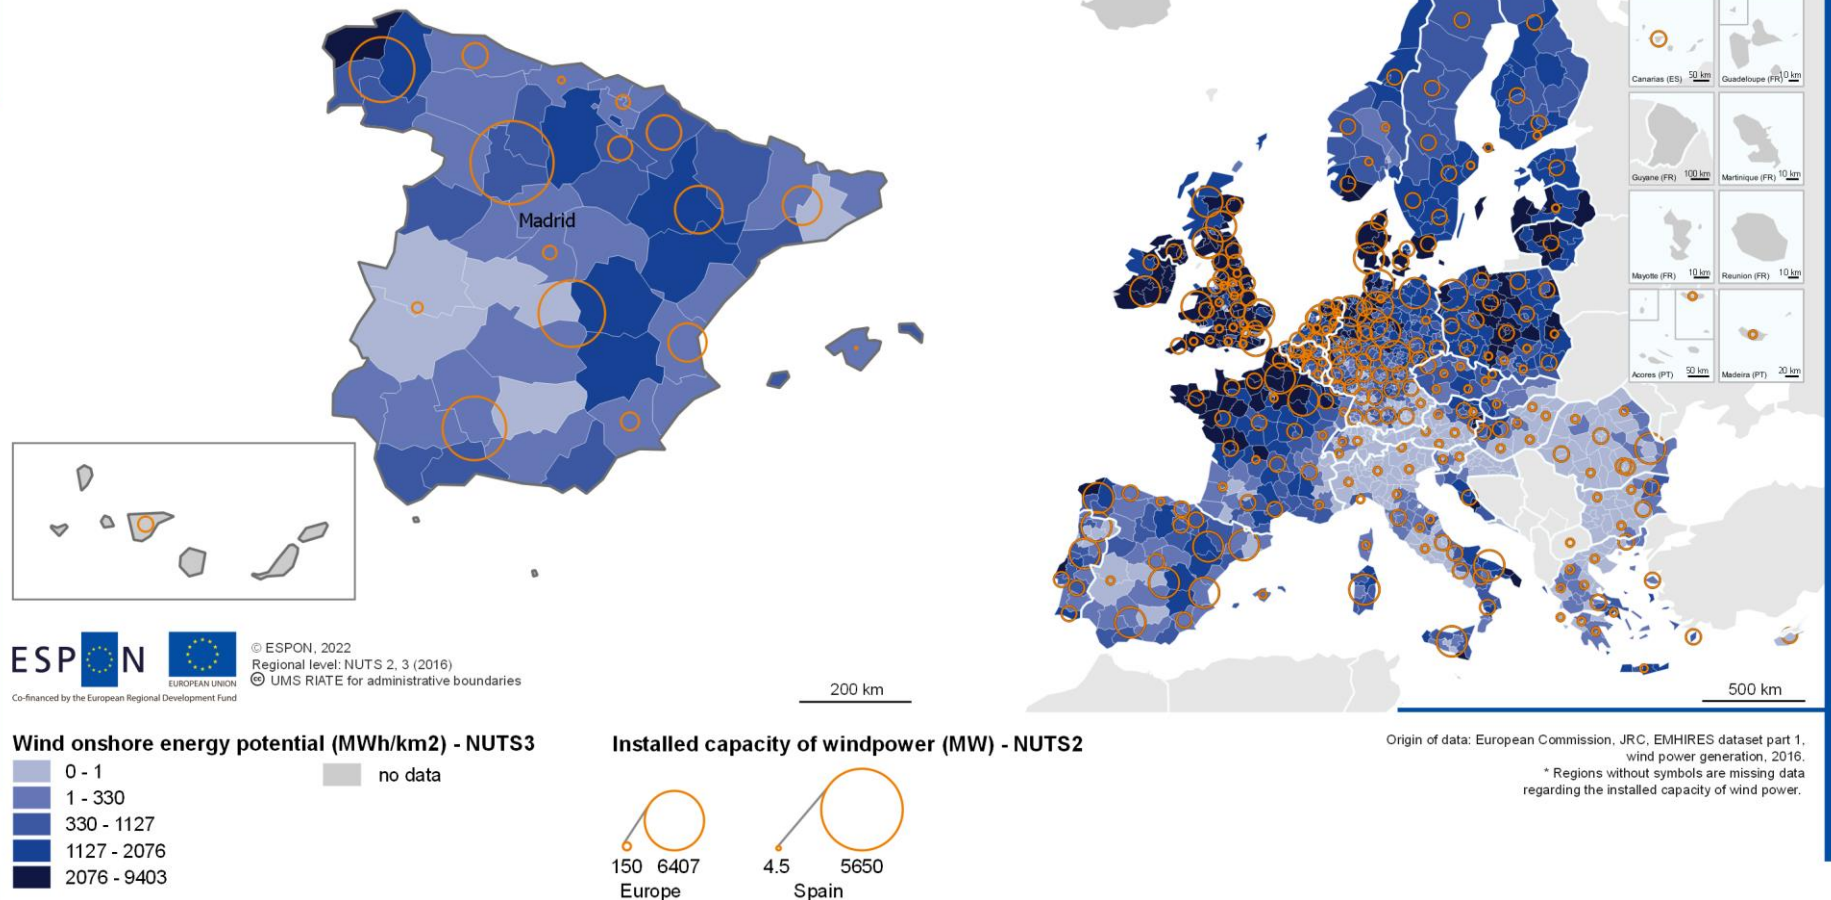 Madrid
Canarias (ES) 50 km
Guadeloupe (FR) 10 km
Guyane (FR) 100 km
Martinique (FR) 10 km
Mayotte (FR) 10 km
Reunion (FR) 10 km
Acores (PT) 50 km
Madeira (PT) 20 km
ESPON
EUROPEAN UNION
Co-financed by the European Regional Development Fund
© ESPON, 2022
Regional level: NUTS 2, 3 (2016)
cc UMS RIATE for administrative boundaries
200 km
500 km
Wind onshore energy potential (MWh/km2) - NUTS3
0 - 1
1 - 330
330 - 1127
1127 - 2076
2076 - 9403
no data
Installed capacity of windpower (MW) - NUTS2
150 6407
Europe
4.5 5650
Spain
Origin of data: European Commission, JRC, EMHIRES dataset part 1,
wind power generation, 2016.
* Regions without symbols are missing data
regarding the installed capacity of wind power.